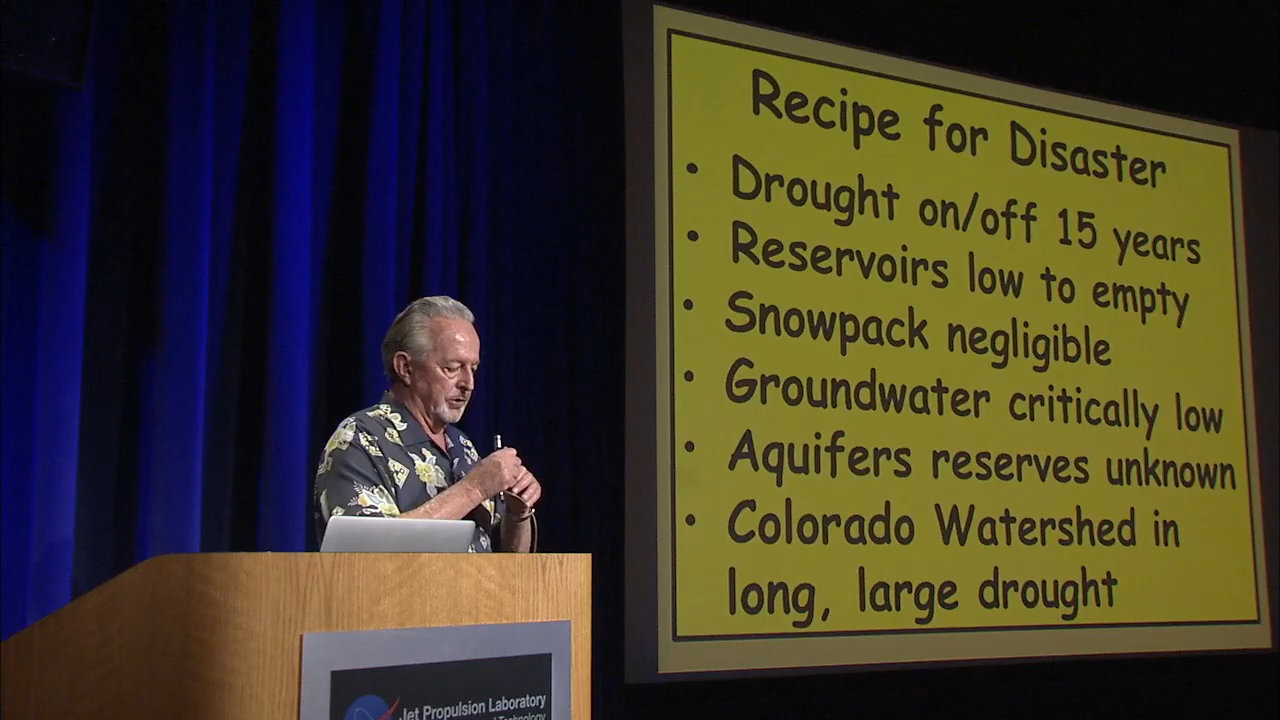 Recipe for Disaster
• Drought on/off 15 years
• Reservoirs low to empty
• Snowpack negligible
• Groundwater critically low
• Aquifers reserves unknown
• Colorado Watershed in
long, large drought
Jet Propulsion Laboratory
Technology